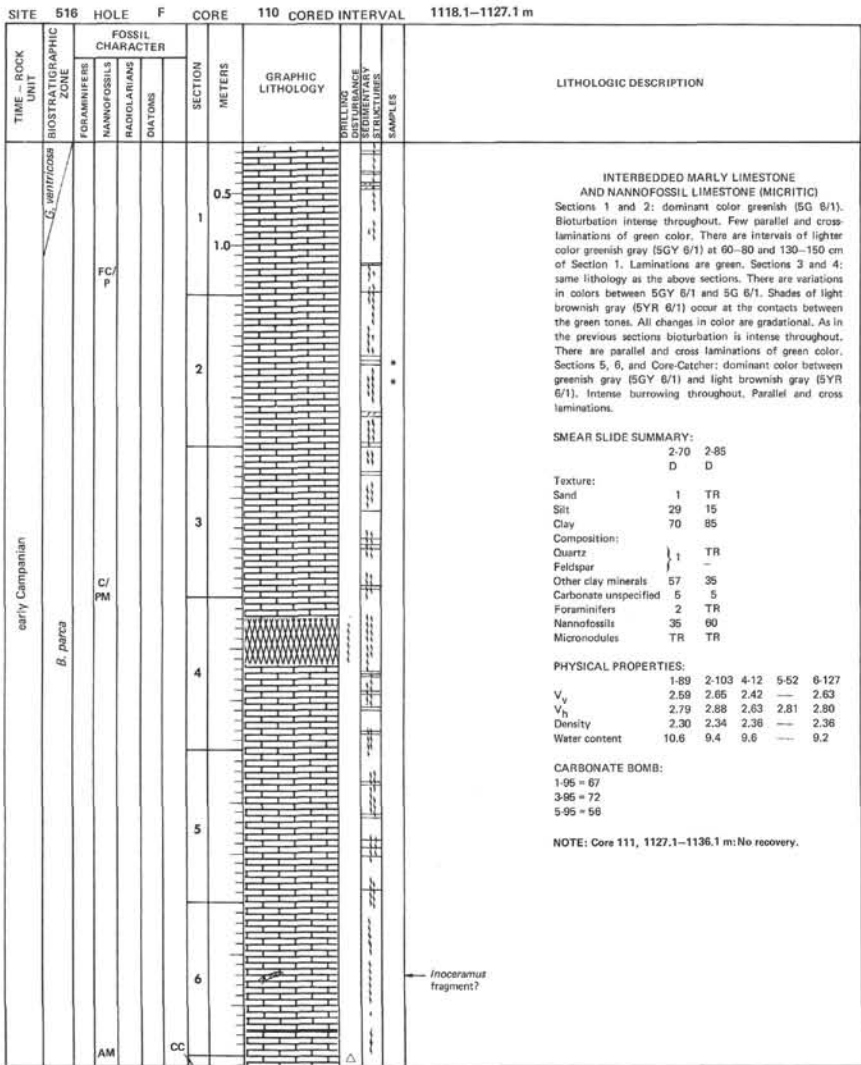 SITE 516 HOLE F CORE 110 CORED INTERVAL 1118.1–1127.1 m
TIME – ROCK UNIT
BIOSTRATIGRAPHIC ZONE
FOSSIL CHARACTER
FORAMINIFERS
NANNOFOSSILS
RADIOLARIANS
DIATOMS
SECTION
METERS
GRAPHIC LITHOLOGY
DRILLING DISTURBANCE
SEDIMENTARY STRUCTURES
SAMPLES
LITHOLOGIC DESCRIPTION
early Campanian
G. ventricosa
B. parca
FC/
P
C/
PM
AM
CC
1
0.5
1.0
2
3
4
5
6
*
*
Inoceramus
fragment?
INTERBEDDED MARLY LIMESTONE
AND NANNOFOSSIL LIMESTONE (MICRITIC)
Sections 1 and 2: dominant color greenish (5G 6/1).
Bioturbation intense throughout. Few parallel and cross-
laminations of green color. There are intervals of lighter
color greenish gray (5GY 6/1) at 60–80 and 130–150 cm
of Section 1. Laminations are green. Sections 3 and 4:
same lithology as the above sections. There are variations
in colors between 5GY 6/1 and 5G 6/1. Shades of light
brownish gray (5YR 6/1) occur at the contacts between
the green tones. All changes in color are gradational. As in
the previous sections bioturbation is intense throughout.
There are parallel and cross laminations of green color.
Sections 5, 6, and Core-Catcher: dominant color between
greenish gray (5GY 6/1) and light brownish gray (5YR
6/1). Intense burrowing throughout. Parallel and cross
laminations.
SMEAR SLIDE SUMMARY:
2-70 2-85
D D
Texture:
Sand 1 TR
Silt 29 15
Clay 70 85
Composition:
Quartz } 1 TR
Feldspar –
Other clay minerals 57 35
Carbonate unspecified 5 5
Foraminifers 2 TR
Nannofossils 35 60
Micronodules TR TR
PHYSICAL PROPERTIES:
1-89 2-103 4-12 5-52 6-127
Vv 2.59 2.65 2.42 — 2.63
Vh 2.79 2.88 2.63 2.81 2.80
Density 2.30 2.34 2.36 — 2.36
Water content 10.6 9.4 9.6 — 9.2
CARBONATE BOMB:
1-95 = 67
3-95 = 72
5-95 = 56
NOTE: Core 111, 1127.1–1136.1 m: No recovery.